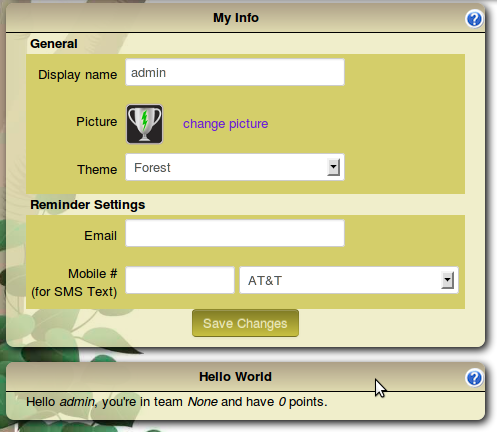 My Info
?
General
Display name admin
Picture change picture
Theme Forest
Reminder Settings
Email
Mobile # AT&T
(for SMS Text)
Save Changes
Hello World
?
Hello admin, you're in team None and have 0 points.